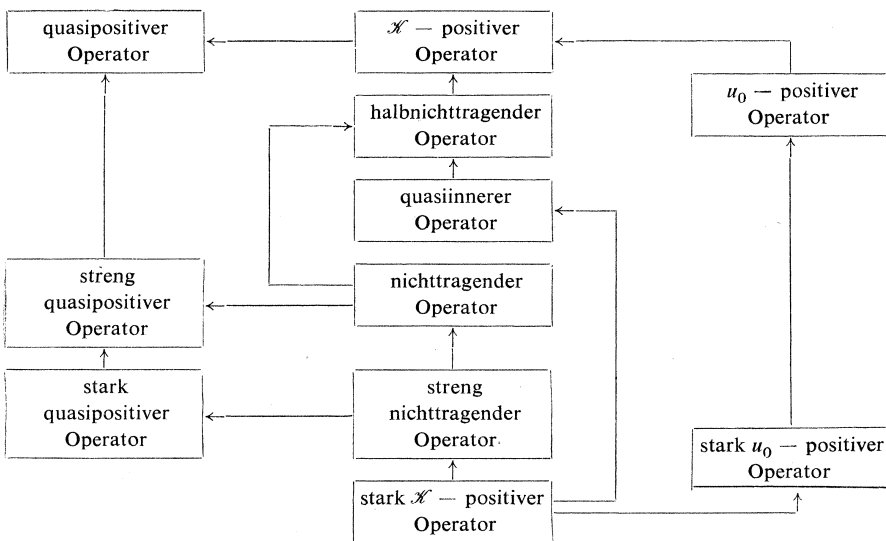 quasipositiver
Operator
𝒦 – positiver
Operator
u₀ – positiver
Operator
halbnichttragender
Operator
quasiinnerer
Operator
streng
quasipositiver
Operator
nichttragender
Operator
stark
quasipositiver
Operator
streng
nichttragender
Operator
stark u₀ – positiver
Operator
stark 𝒦 – positiver
Operator